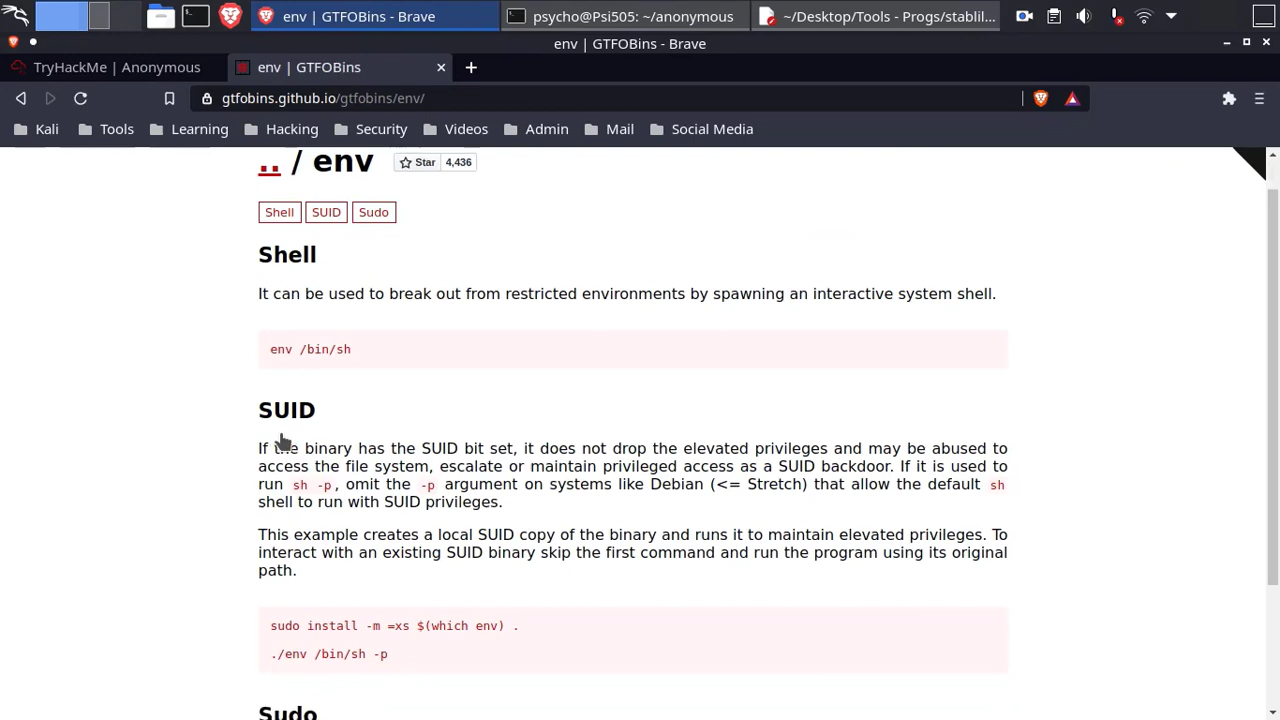 env | GTFOBins - Brave
psycho@Psi505: ~/anonymous
~/Desktop/Tools - Progs/stablil...
env | GTFOBins - Brave
TryHackMe | Anonymous
env | GTFOBins
gtfobins.github.io/gtfobins/env/
Kali
Tools
Learning
Hacking
Security
Videos
Admin
Mail
Social Media
.. / env
Star 4,436
Shell
SUID
Sudo
Shell
It can be used to break out from restricted environments by spawning an interactive system shell.
env /bin/sh
SUID
If the binary has the SUID bit set, it does not drop the elevated privileges and may be abused to
access the file system, escalate or maintain privileged access as a SUID backdoor. If it is used to
run sh -p, omit the -p argument on systems like Debian (<= Stretch) that allow the default sh
shell to run with SUID privileges.
This example creates a local SUID copy of the binary and runs it to maintain elevated privileges. To
interact with an existing SUID binary skip the first command and run the program using its original
path.
sudo install -m =xs $(which env) .
./env /bin/sh -p
Sudo